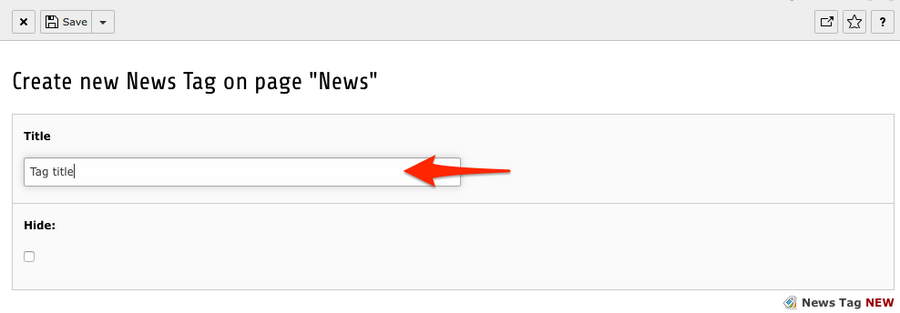 Save
?
Create new News Tag on page "News"
Title
Tag title
Hide:
News Tag NEW